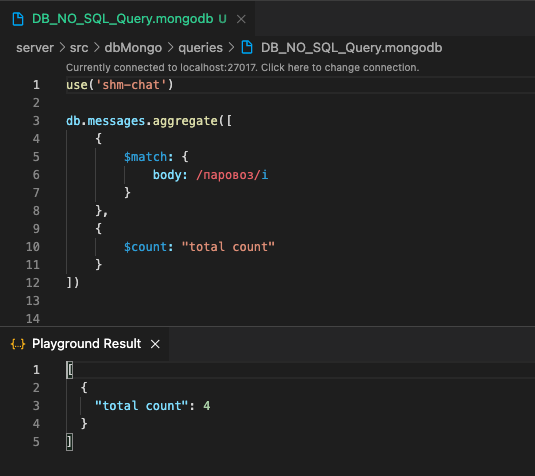 DB_NO_SQL_Query.mongodb U
server > src > dbMongo > queries > DB_NO_SQL_Query.mongodb
Currently connected to localhost:27017. Click here to change connection.
1 use('shm-chat')
2
3 db.messages.aggregate([
4 {
5 $match: {
6 body: /паровоз/i
7 }
8 },
9 {
10 $count: "total count"
11 }
12 ])
13
14
{..} Playground Result
1 [
2 {
3 "total count": 4
4 }
5 ]